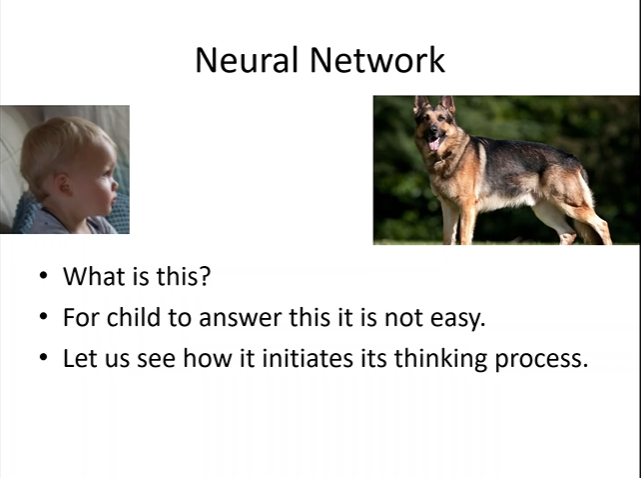 Neural Network
• What is this?
• For child to answer this it is not easy.
• Let us see how it initiates its thinking process.